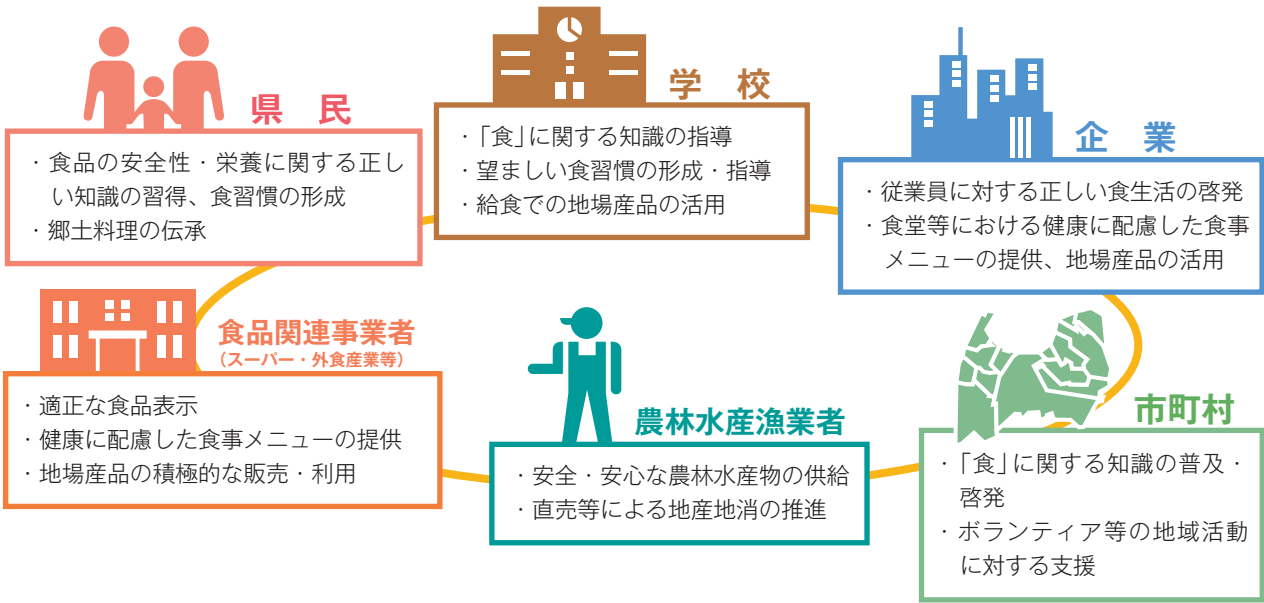 県　民
・食品の安全性・栄養に関する正し
い知識の習得、食習慣の形成
・郷土料理の伝承
学　校
・「食」に関する知識の指導
・望ましい食習慣の形成・指導
・給食での地場産品の活用
企　業
・従業員に対する正しい食生活の啓発
・食堂等における健康に配慮した食事
メニューの提供、地場産品の活用
食品関連事業者
（スーパー・外食産業等）
・適正な食品表示
・健康に配慮した食事メニューの提供
・地場産品の積極的な販売・利用
農林水産漁業者
・安全・安心な農林水産物の供給
・直売等による地産地消の推進
市町村
・「食」に関する知識の普及・
啓発
・ボランティア等の地域活動
に対する支援